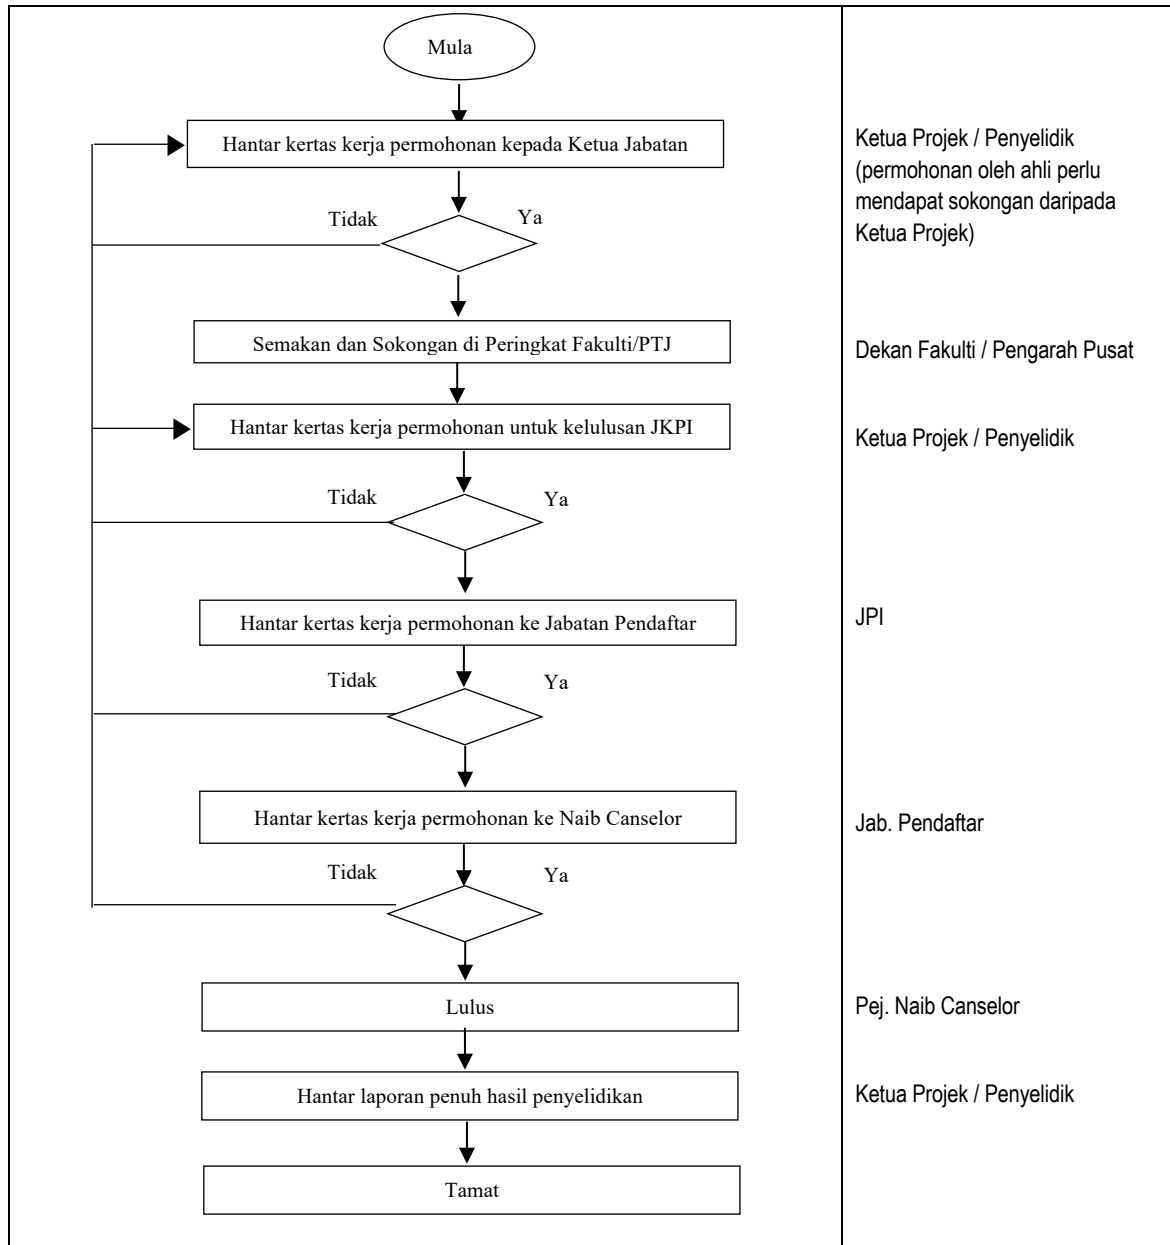 Mula
Hantar kertas kerja permohonan kepada Ketua Jabatan
Ketua Projek / Penyelidik
(permohonan oleh ahli perlu
mendapat sokongan daripada
Ketua Projek)
Tidak
Ya
Semakan dan Sokongan di Peringkat Fakulti/PTJ
Dekan Fakulti / Pengarah Pusat
Hantar kertas kerja permohonan untuk kelulusan JKPI
Ketua Projek / Penyelidik
Tidak
Ya
Hantar kertas kerja permohonan ke Jabatan Pendaftar
JPI
Tidak
Ya
Hantar kertas kerja permohonan ke Naib Canselor
Jab. Pendaftar
Tidak
Ya
Lulus
Pej. Naib Canselor
Hantar laporan penuh hasil penyelidikan
Ketua Projek / Penyelidik
Tamat